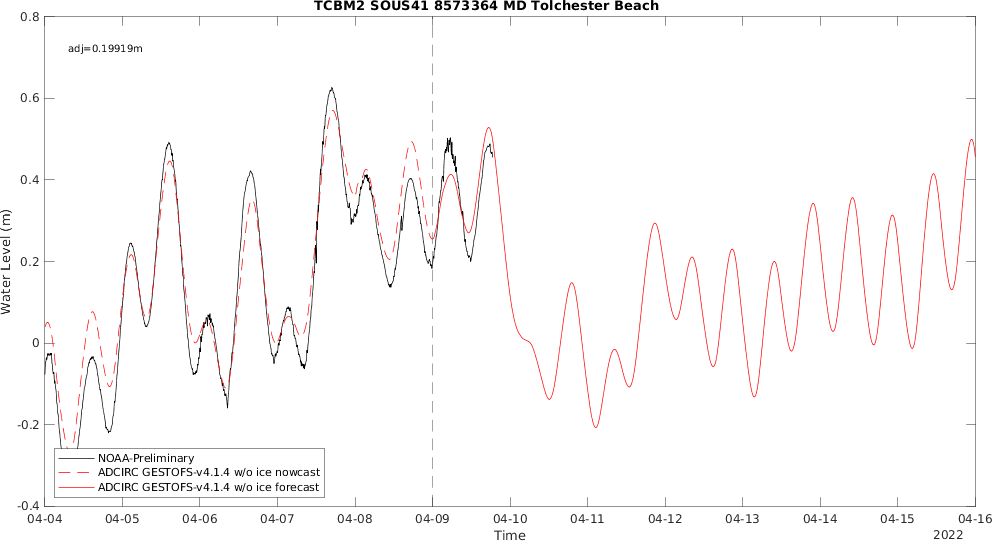 TCBM2 SOUS41 8573364 MD Tolchester Beach
adj=0.19919m
0.8
0.6
0.4
0.2
0
-0.2
-0.4
Water Level (m)
NOAA-Preliminary
ADCIRC GESTOFS-v4.1.4 w/o ice nowcast
ADCIRC GESTOFS-v4.1.4 w/o ice forecast
04-04 04-05 04-06 04-07 04-08 04-09 04-10 04-11 04-12 04-13 04-14 04-15 04-16
Time
2022